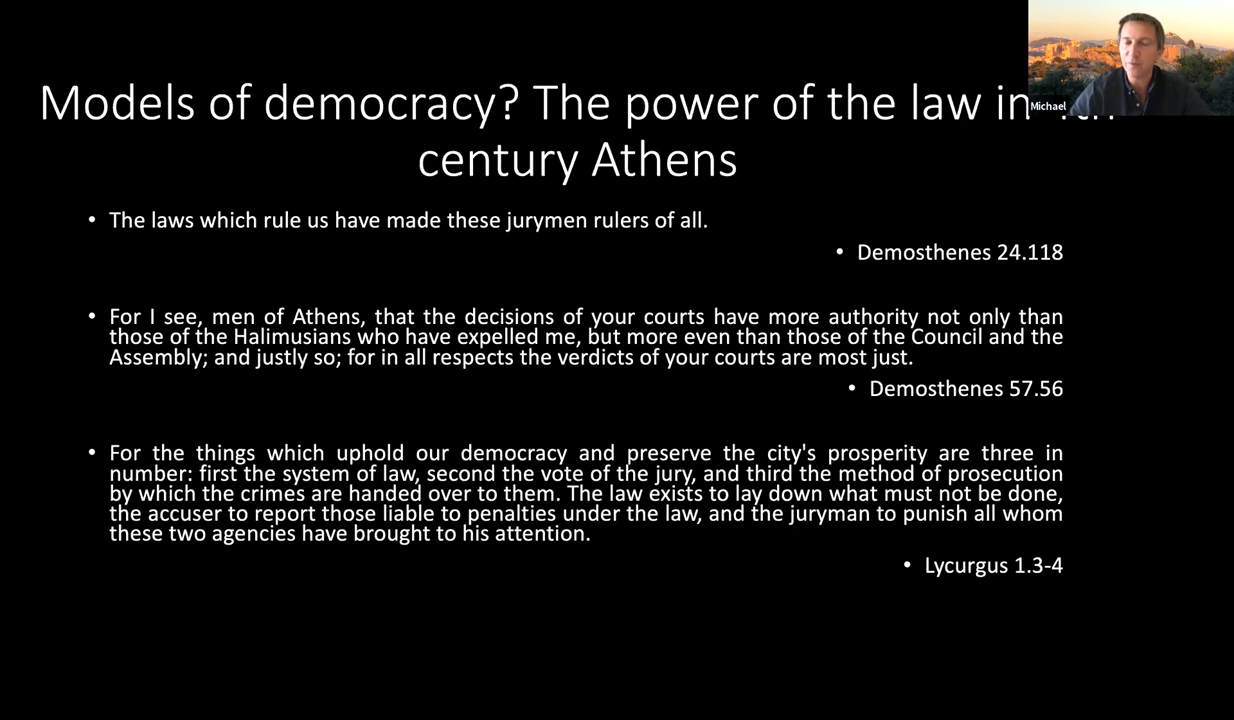 Models of democracy? The power of the law in
Michael
century Athens
• The laws which rule us have made these jurymen rulers of all.
• Demosthenes 24.118
• For I see, men of Athens, that the decisions of your courts have more authority not only than
those of the Halimusians who have expelled me, but more even than those of the Council and the
Assembly; and justly so; for in all respects the verdicts of your courts are most just.
• Demosthenes 57.56
• For the things which uphold our democracy and preserve the city's prosperity are three in
number: first the system of law, second the vote of the jury, and third the method of prosecution
by which the crimes are handed over to them. The law exists to lay down what must not be done,
the accuser to report those liable to penalties under the law, and the juryman to punish all whom
these two agencies have brought to his attention.
• Lycurgus 1.3-4